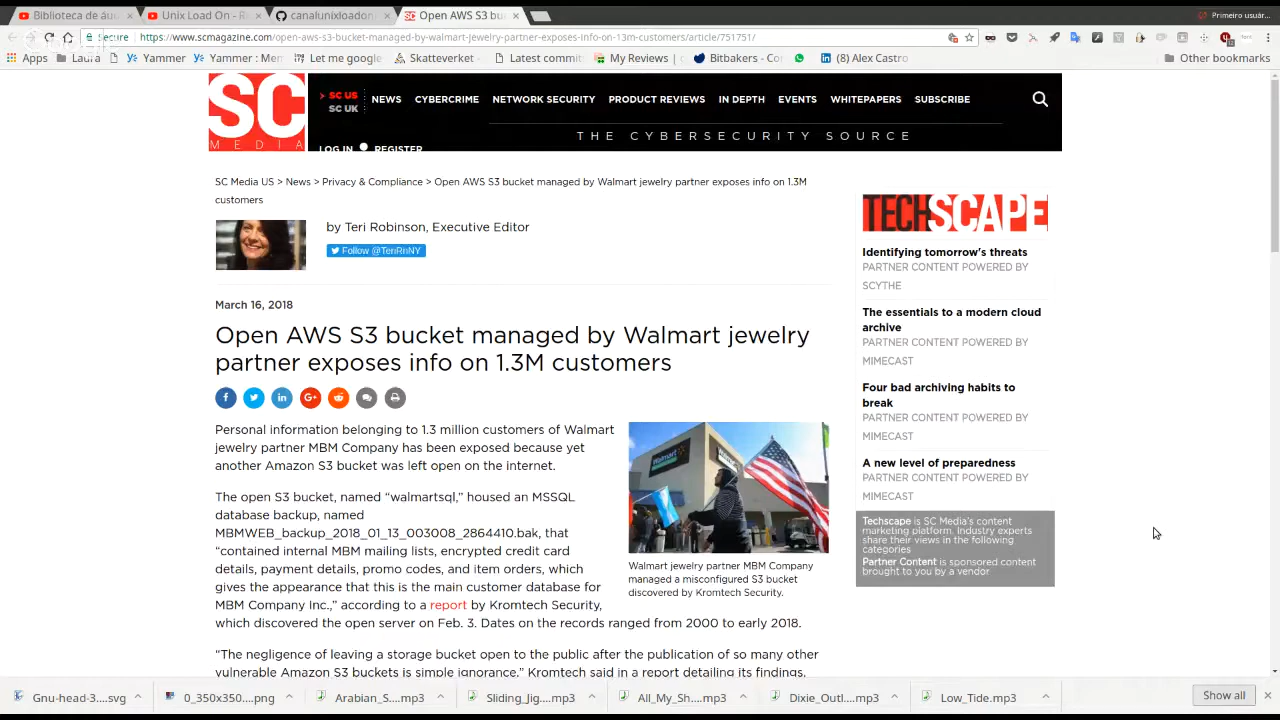 Biblioteca de áu
Unix Load On - R
canalunixloadon
Open AWS S3 bu
Primeiro usuár...
Secure
https://www.scmagazine.com/open-aws-s3-bucket-managed-by-walmart-jewelry-partner-exposes-info-on-13m-customers/article/751751/
Apps
Laura
Yammer
Yammer : Mem
Let me google
Skatteverket -
Latest commit
My Reviews |
Bitbakers - Co
(8) Alex Castro
Other bookmarks
SC
MEDIA
SC US
SC UK
NEWS
CYBERCRIME
NETWORK SECURITY
PRODUCT REVIEWS
IN DEPTH
EVENTS
WHITEPAPERS
SUBSCRIBE
THE CYBERSECURITY SOURCE
LOG IN
REGISTER
SC Media US > News > Privacy & Compliance > Open AWS S3 bucket managed by Walmart jewelry partner exposes info on 1.3M
customers
by Teri Robinson, Executive Editor
Follow @TeriRnNY
March 16, 2018
Open AWS S3 bucket managed by Walmart jewelry
partner exposes info on 1.3M customers
Personal information belonging to 1.3 million customers of Walmart
jewelry partner MBM Company has been exposed because yet
another Amazon S3 bucket was left open on the internet.
The open S3 bucket, named “walmartsql,” housed an MSSQL
database backup, named
MBMWEB_backup_2018_01_13_003008_2864410.bak, that
“contained internal MBM mailing lists, encrypted credit card
details, payment details, promo codes, and item orders, which
gives the appearance that this is the main customer database for
MBM Company Inc.,” according to a report by Kromtech Security,
which discovered the open server on Feb. 3. Dates on the records ranged from 2000 to early 2018.
“The negligence of leaving a storage bucket open to the public after the publication of so many other
vulnerable Amazon S3 buckets is simple ignorance,” Kromtech said in a report detailing its findings.
Walmart
Walmart jewelry partner MBM Company
managed a misconfigured S3 bucket
discovered by Kromtech Security.
TECHSCAPE
Identifying tomorrow's threats
PARTNER CONTENT POWERED BY
SCYTHE
The essentials to a modern cloud
archive
PARTNER CONTENT POWERED BY
MIMECAST
Four bad archiving habits to
break
PARTNER CONTENT POWERED BY
MIMECAST
A new level of preparedness
PARTNER CONTENT POWERED BY
MIMECAST
Techscape is SC Media's content
marketing platform. Industry experts
share their views in the following
categories
Partner Content is sponsored content
brought to you by a vendor
Gnu-head-3....svg
0_350x350....png
Arabian_S....mp3
Sliding_Jig....mp3
All_My_Sh....mp3
Dixie_Outl....mp3
Low_Tide.mp3
Show all